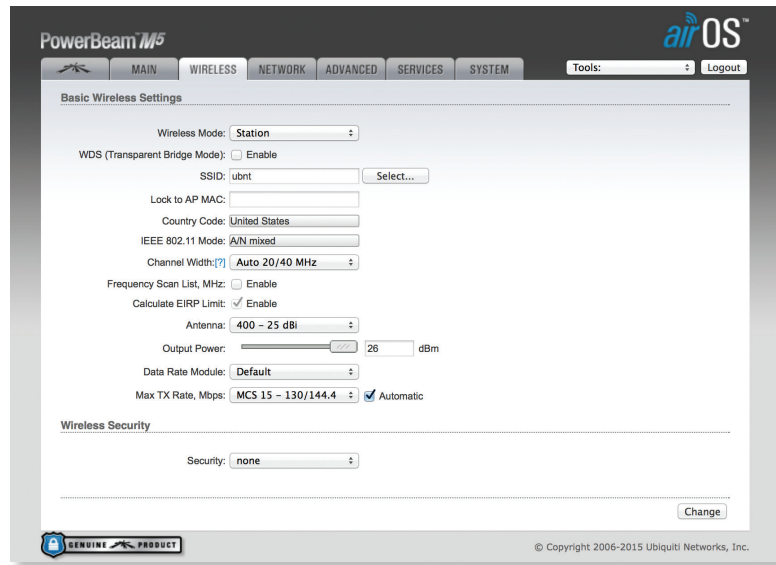 PowerBeam™M5
airOS™
MAIN WIRELESS NETWORK ADVANCED SERVICES SYSTEM Tools: Logout
Basic Wireless Settings
Wireless Mode: Station
WDS (Transparent Bridge Mode): Enable
SSID: ubnt Select...
Lock to AP MAC:
Country Code: United States
IEEE 802.11 Mode: A/N mixed
Channel Width:[?] Auto 20/40 MHz
Frequency Scan List, MHz: Enable
Calculate EIRP Limit: Enable
Antenna: 400 – 25 dBi
Output Power: 26 dBm
Data Rate Module: Default
Max TX Rate, Mbps: MCS 15 – 130/144.4 Automatic
Wireless Security
Security: none
Change
GENUINE PRODUCT
© Copyright 2006-2015 Ubiquiti Networks, Inc.